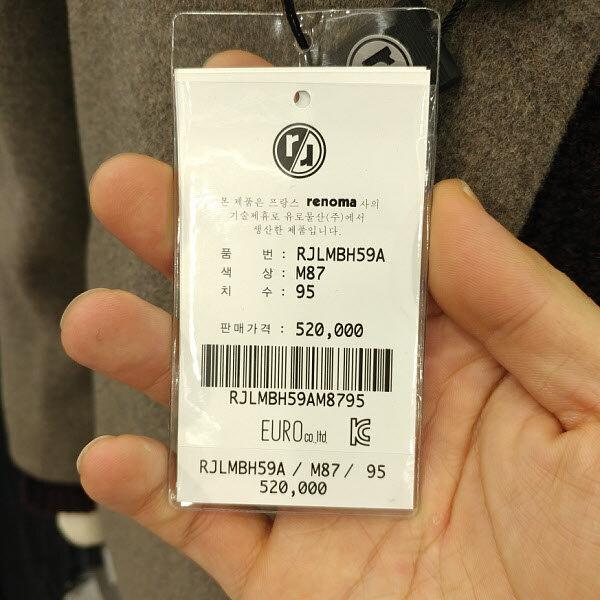 본 제품은 프랑스 renoma 사의
기술제휴로 유로물산(주)에서
생산한 제품입니다.
품 번 : RJLMBH59A
색 상 : M87
치 수 : 95
판매가격 : 520,000
RJLMBH59AM8795
EURO co,ltd.
RJLMBH59A / M87 / 95
520,000